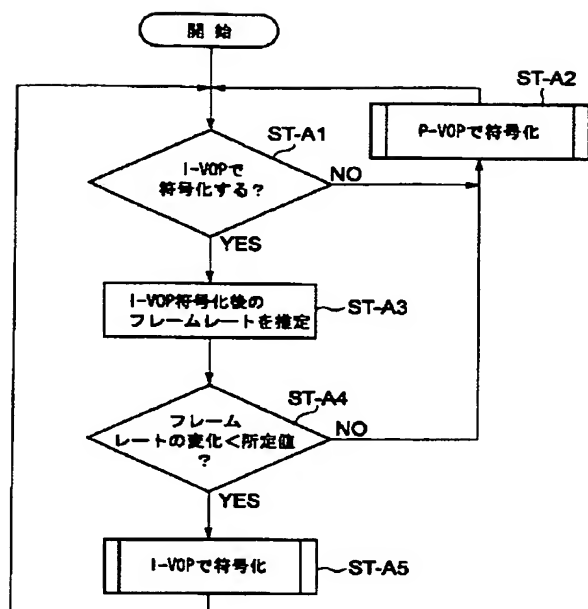 開始
ST-A2
P-VOPで符号化
ST-A1
I-VOPで
符号化する?
NO
YES
I-VOP符号化後の
フレームレートを推定
ST-A3
ST-A4
フレーム
レートの変化<所定値
?
NO
YES
I-VOPで符号化
ST-A5